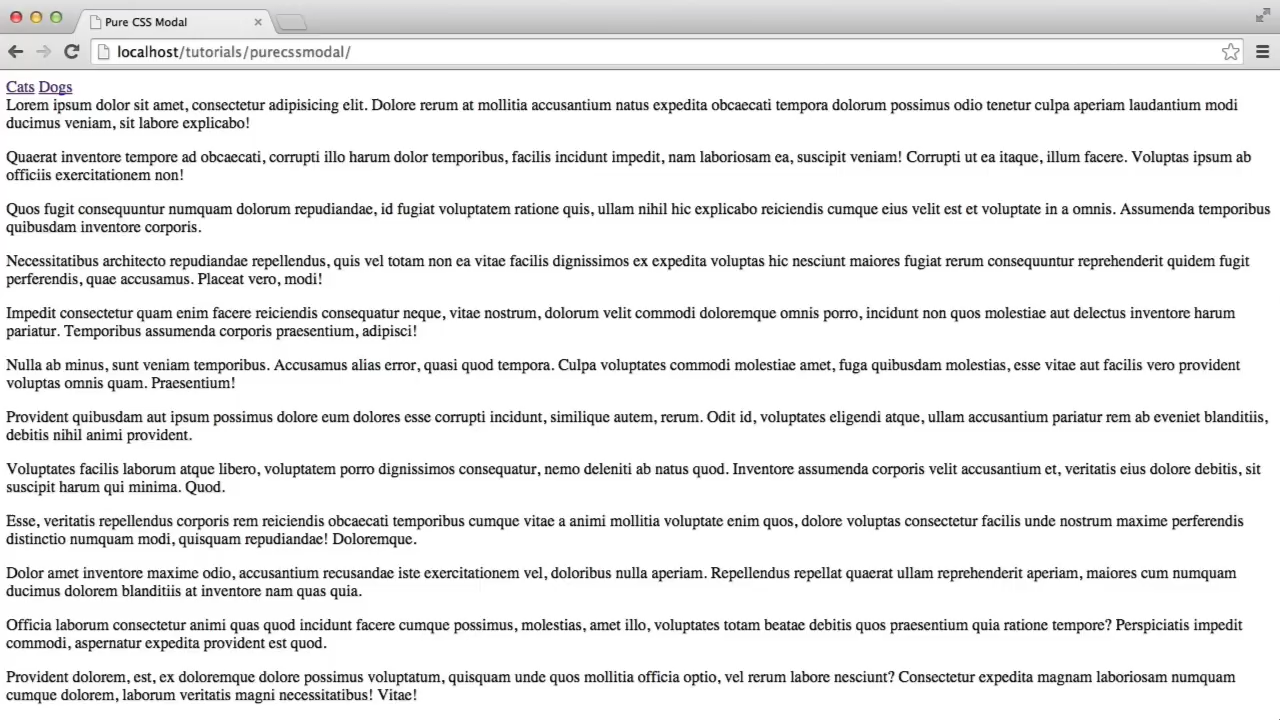 Pure CSS Modal
localhost/tutorials/purecssmodal/
Cats Dogs
Lorem ipsum dolor sit amet, consectetur adipisicing elit. Dolore rerum at mollitia accusantium natus expedita obcaecati tempora dolorum possimus odio tenetur culpa aperiam laudantium modi
ducimus veniam, sit labore explicabo!
Quaerat inventore tempore ad obcaecati, corrupti illo harum dolor temporibus, facilis incidunt impedit, nam laboriosam ea, suscipit veniam! Corrupti ut ea itaque, illum facere. Voluptas ipsum ab
officiis exercitationem non!
Quos fugit consequuntur numquam dolorum repudiandae, id fugiat voluptatem ratione quis, ullam nihil hic explicabo reiciendis cumque eius velit est et voluptate in a omnis. Assumenda temporibus
quibusdam inventore corporis.
Necessitatibus architecto repudiandae repellendus, quis vel totam non ea vitae facilis dignissimos ex expedita voluptas hic nesciunt maiores fugiat rerum consequuntur reprehenderit quidem fugit
perferendis, quae accusamus. Placeat vero, modi!
Impedit consectetur quam enim facere reiciendis consequatur neque, vitae nostrum, dolorum velit commodi doloremque omnis porro, incidunt non quos molestiae aut delectus inventore harum
pariatur. Temporibus assumenda corporis praesentium, adipisci!
Nulla ab minus, sunt veniam temporibus. Accusamus alias error, quasi quod tempora. Culpa voluptates commodi molestiae amet, fuga quibusdam molestias, esse vitae aut facilis vero provident
voluptas omnis quam. Praesentium!
Provident quibusdam aut ipsum possimus dolore eum dolores esse corrupti incidunt, similique autem, rerum. Odit id, voluptates eligendi atque, ullam accusantium pariatur rem ab eveniet blanditiis,
debitis nihil animi provident.
Voluptates facilis laborum atque libero, voluptatem porro dignissimos consequatur, nemo deleniti ab natus quod. Inventore assumenda corporis velit accusantium et, veritatis eius dolore debitis, sit
suscipit harum qui minima. Quod.
Esse, veritatis repellendus corporis rem reiciendis obcaecati temporibus cumque vitae a animi mollitia voluptate enim quos, dolore voluptas consectetur facilis unde nostrum maxime perferendis
distinctio numquam modi, quisquam repudiandae! Doloremque.
Dolor amet inventore maxime odio, accusantium recusandae iste exercitationem vel, doloribus nulla aperiam. Repellendus repellat quaerat ullam reprehenderit aperiam, maiores cum numquam
ducimus dolorem blanditiis at inventore nam quas quia.
Officia laborum consectetur animi quas quod incidunt facere cumque possimus, molestias, amet illo, voluptates totam beatae debitis quos praesentium quia ratione tempore? Perspiciatis impedit
commodi, aspernatur expedita provident est quod.
Provident dolorem, est, ex doloremque dolore possimus voluptatum, quisquam unde quos mollitia officia optio, vel rerum labore nesciunt? Consectetur expedita magnam laboriosam numquam
cumque dolorem, laborum veritatis magni necessitatibus! Vitae!